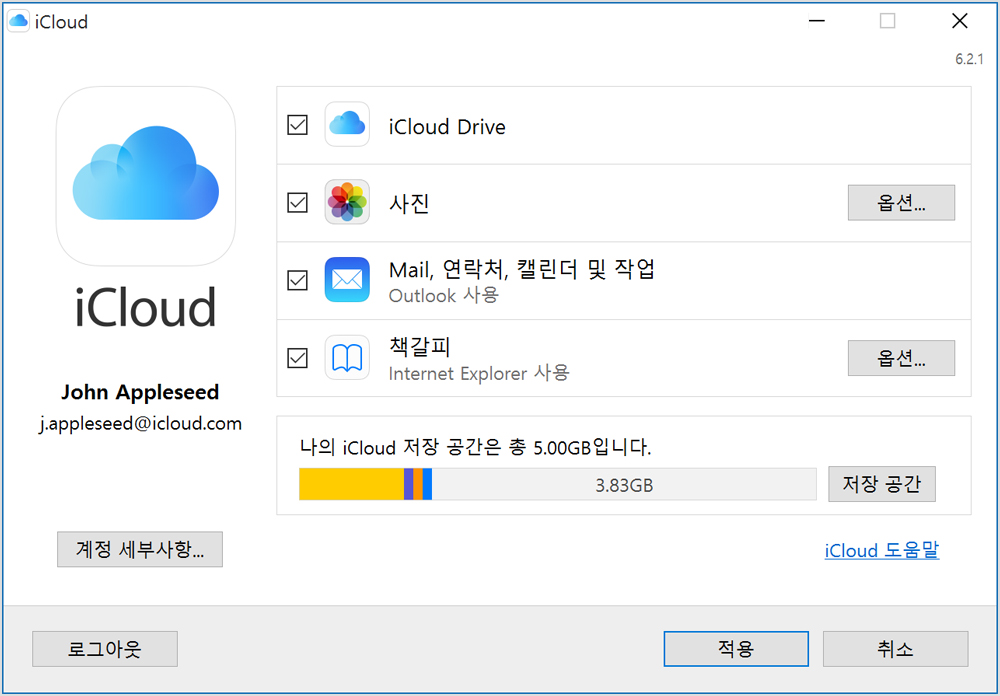 iCloud
6.2.1
iCloud
John Appleseed
j.appleseed@icloud.com
계정 세부사항...
iCloud Drive
사진
옵션...
Mail, 연락처, 캘린더 및 작업
Outlook 사용
책갈피
Internet Explorer 사용
옵션...
나의 iCloud 저장 공간은 총 5.00GB입니다.
3.83GB
저장 공간
iCloud 도움말
로그아웃
적용
취소